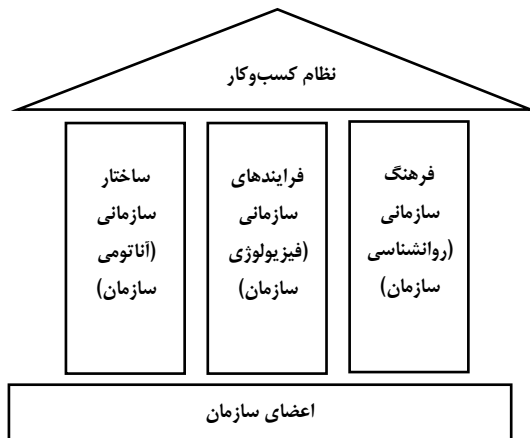 نظام کسب‌وکار
فرهنگ
سازمانی
(روانشناسی
سازمان)
فرایندهای
سازمانی
(فیزیولوژی
سازمان)
ساختار
سازمانی
(آناتومی
سازمان)
اعضای سازمان